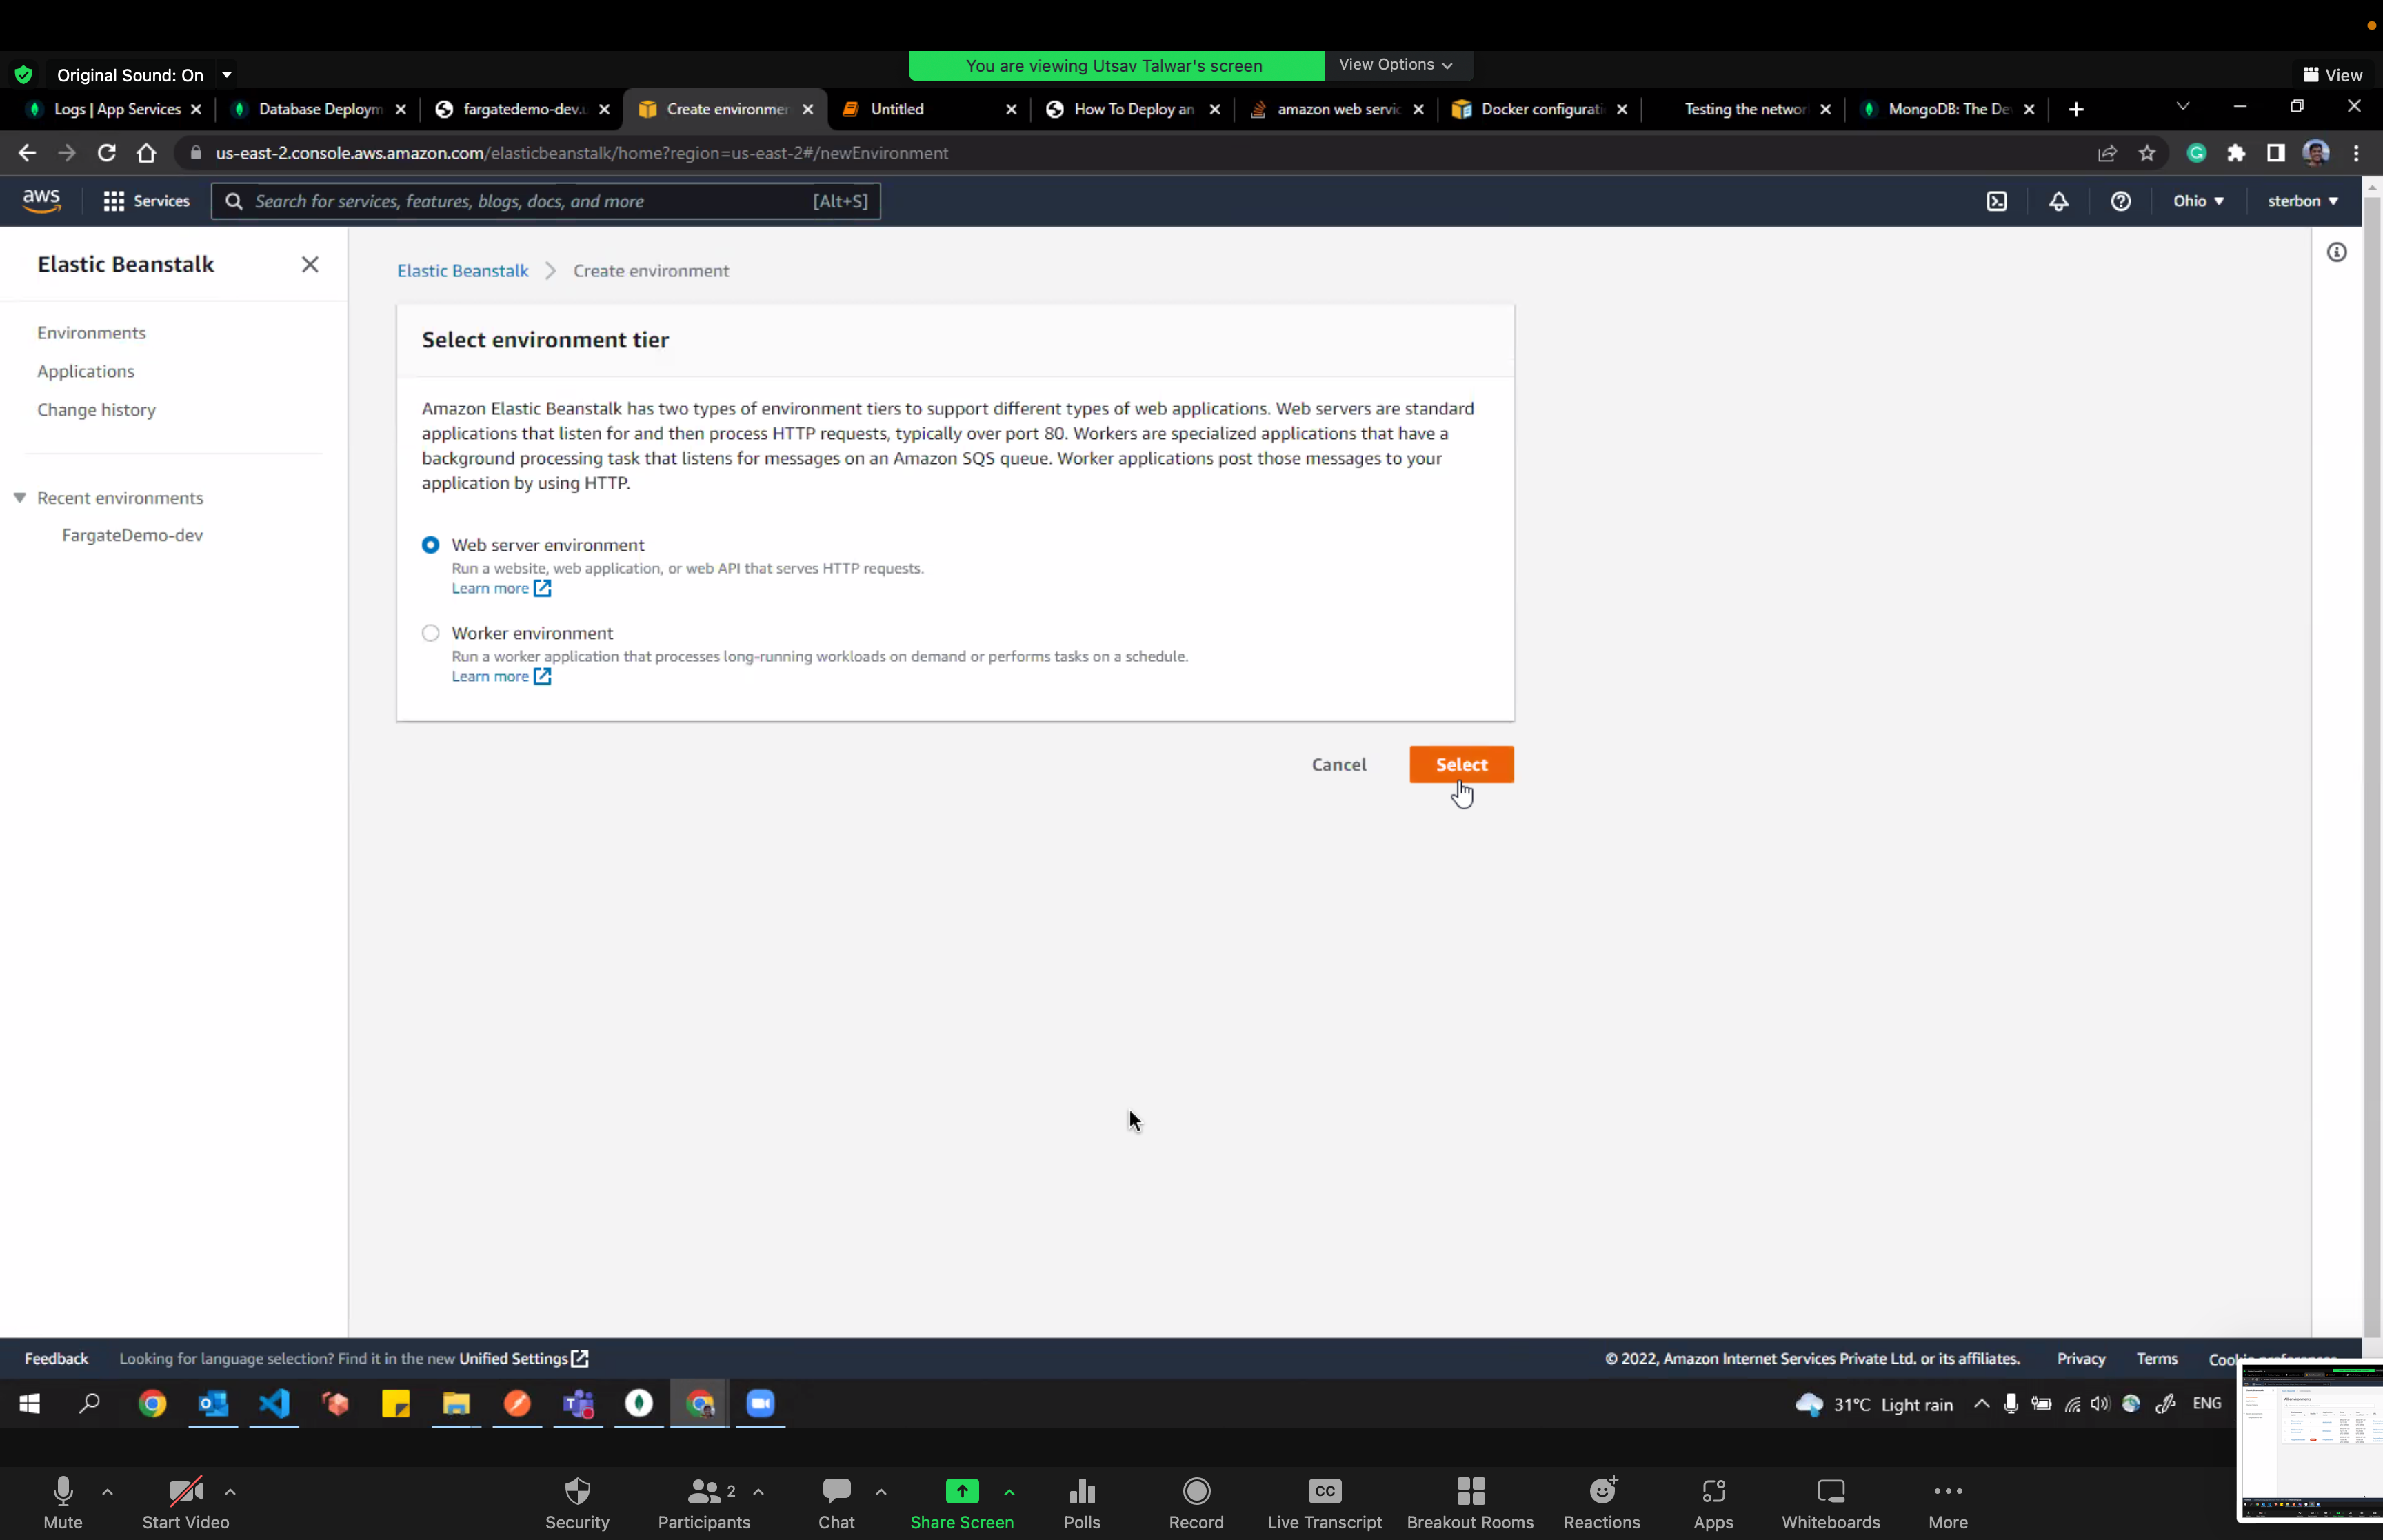 Original Sound: On
You are viewing Utsav Talwar's screen
View Options
View
Logs | App Services
Database Deploym
fargatedemo-dev.
Create environmen
Untitled
How To Deploy an
amazon web servic
Docker configurati
Testing the networ
MongoDB: The De
us-east-2.console.aws.amazon.com/elasticbeanstalk/home?region=us-east-2#/newEnvironment
aws
Services
Search for services, features, blogs, docs, and more
[Alt+S]
Ohio
sterbon
Elastic Beanstalk
Environments
Applications
Change history
Recent environments
FargateDemo-dev
Elastic Beanstalk
Create environment
Select environment tier
Amazon Elastic Beanstalk has two types of environment tiers to support different types of web applications. Web servers are standard
applications that listen for and then process HTTP requests, typically over port 80. Workers are specialized applications that have a
background processing task that listens for messages on an Amazon SQS queue. Worker applications post those messages to your
application by using HTTP.
Web server environment
Run a website, web application, or web API that serves HTTP requests.
Learn more
Worker environment
Run a worker application that processes long-running workloads on demand or performs tasks on a schedule.
Learn more
Cancel
Select
Feedback
Looking for language selection? Find it in the new Unified Settings
© 2022, Amazon Internet Services Private Ltd. or its affiliates.
Privacy
Terms
31°C Light rain
ENG
Mute
Start Video
Security
2
Participants
Chat
Share Screen
Polls
Record
CC
Live Transcript
Breakout Rooms
Reactions
Apps
Whiteboards
More